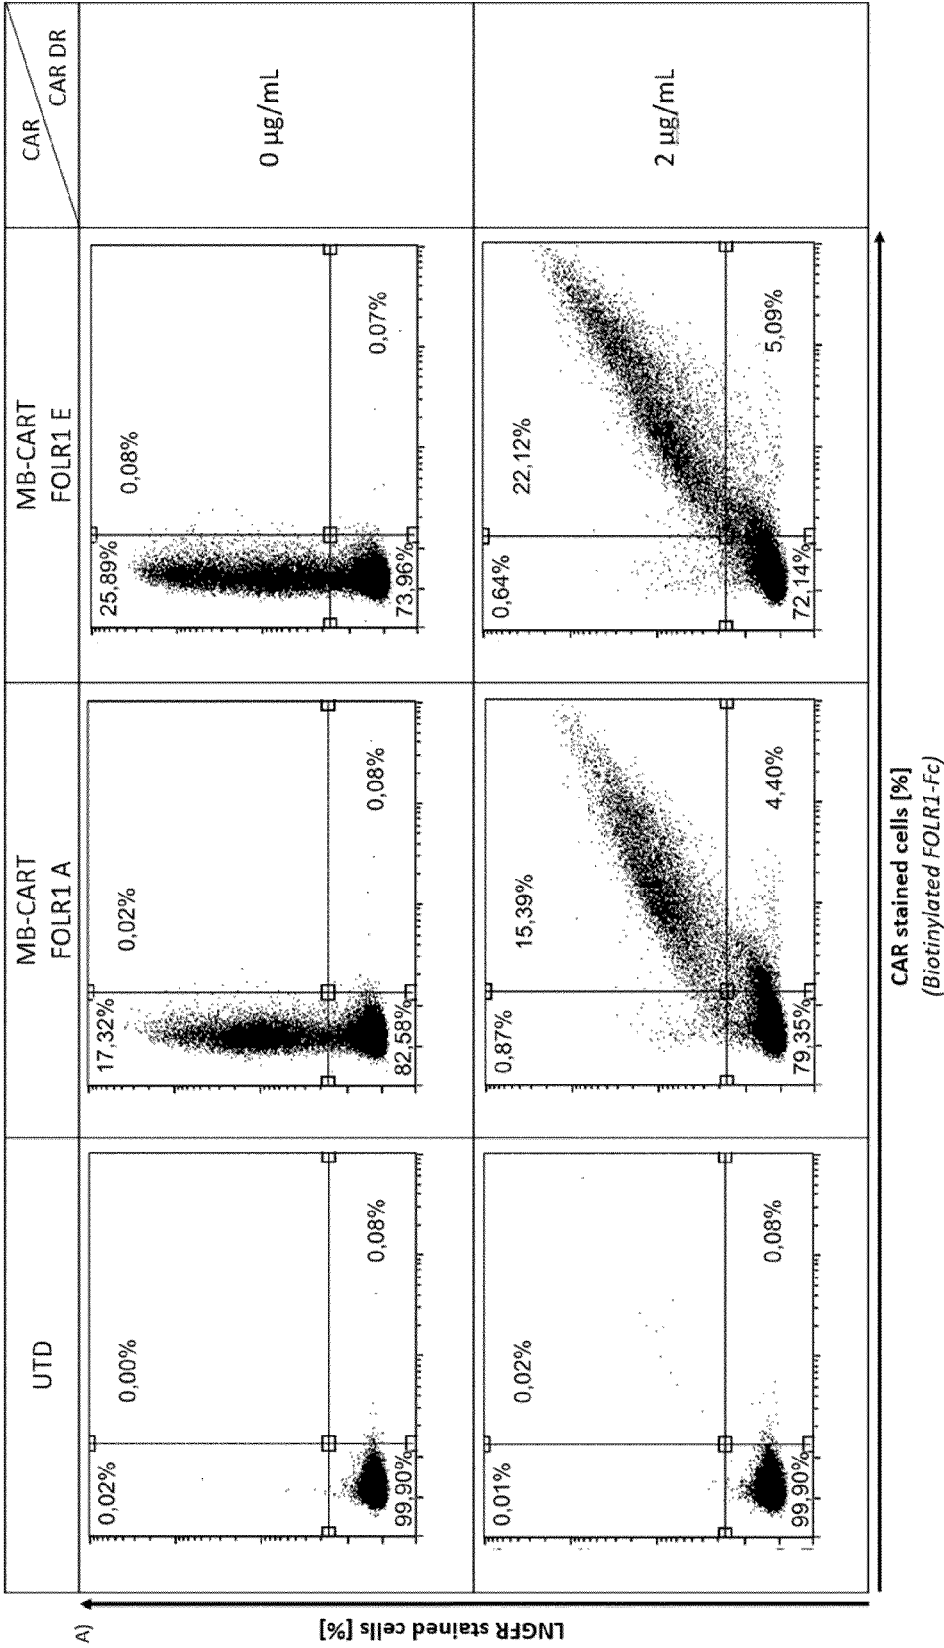 A)
UTD
MB-CART
FOLR1 A
MB-CART
FOLR1 E
CAR
CAR DR
0,02%
0,00%
99,90%
0,08%
17,32%
0,02%
82,58%
0,08%
25,89%
0,08%
73,96%
0,07%
0 µg/mL
0,01%
0,02%
99,90%
0,08%
0,87%
15,39%
79,35%
4,40%
0,64%
22,12%
72,14%
5,09%
2 µg/mL
LNGFR stained cells [%]
CAR stained cells [%]
(Biotinylated FOLR1-Fc)